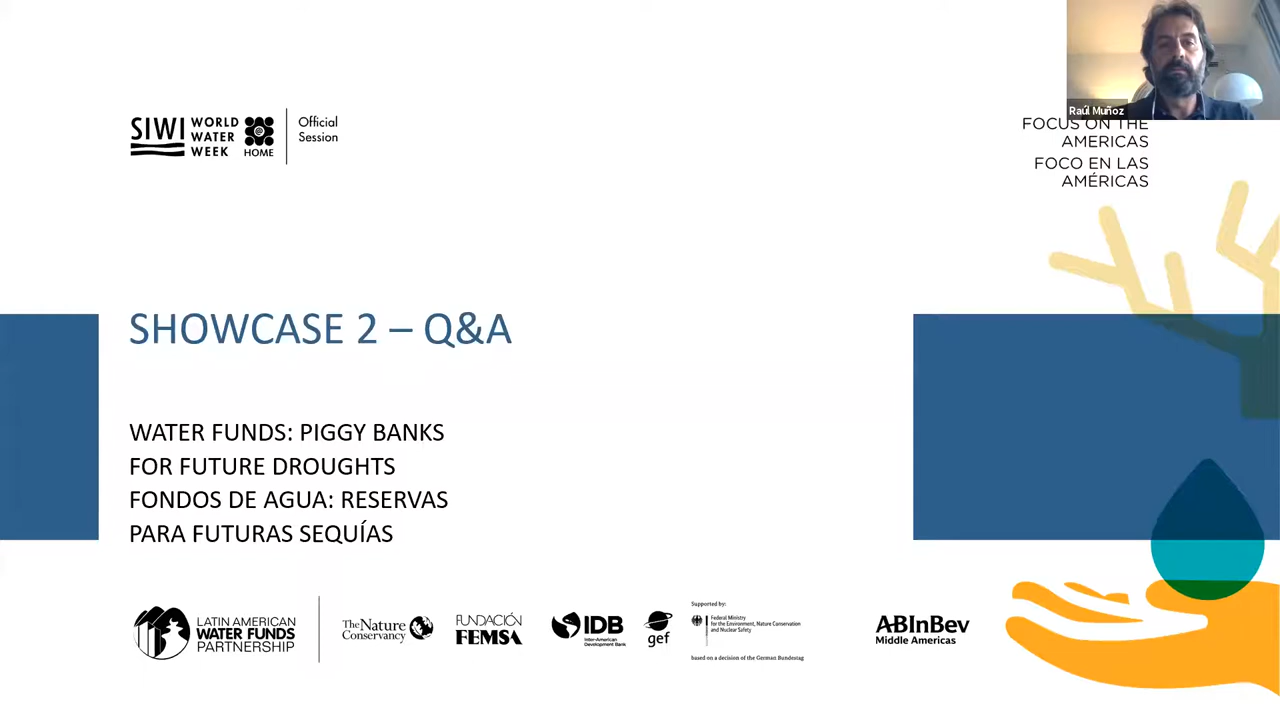 SIWI
WORLD
WATER
WEEK
HOME
Official
Session
Raúl Muñoz
FOCUS ON THE
AMERICAS
FOCO EN LAS
AMÉRICAS
SHOWCASE 2 – Q&A
WATER FUNDS: PIGGY BANKS
FOR FUTURE DROUGHTS
FONDOS DE AGUA: RESERVAS
PARA FUTURAS SEQUÍAS
LATIN AMERICAN
WATER FUNDS
PARTNERSHIP
The Nature
Conservancy
FUNDACIÓN
FEMSA
IDB
Inter-American
Development Bank
gef
Supported by:
Federal Ministry
for the Environment, Nature Conservation
and Nuclear Safety
based on a decision of the German Bundestag
ABInBev
Middle Americas